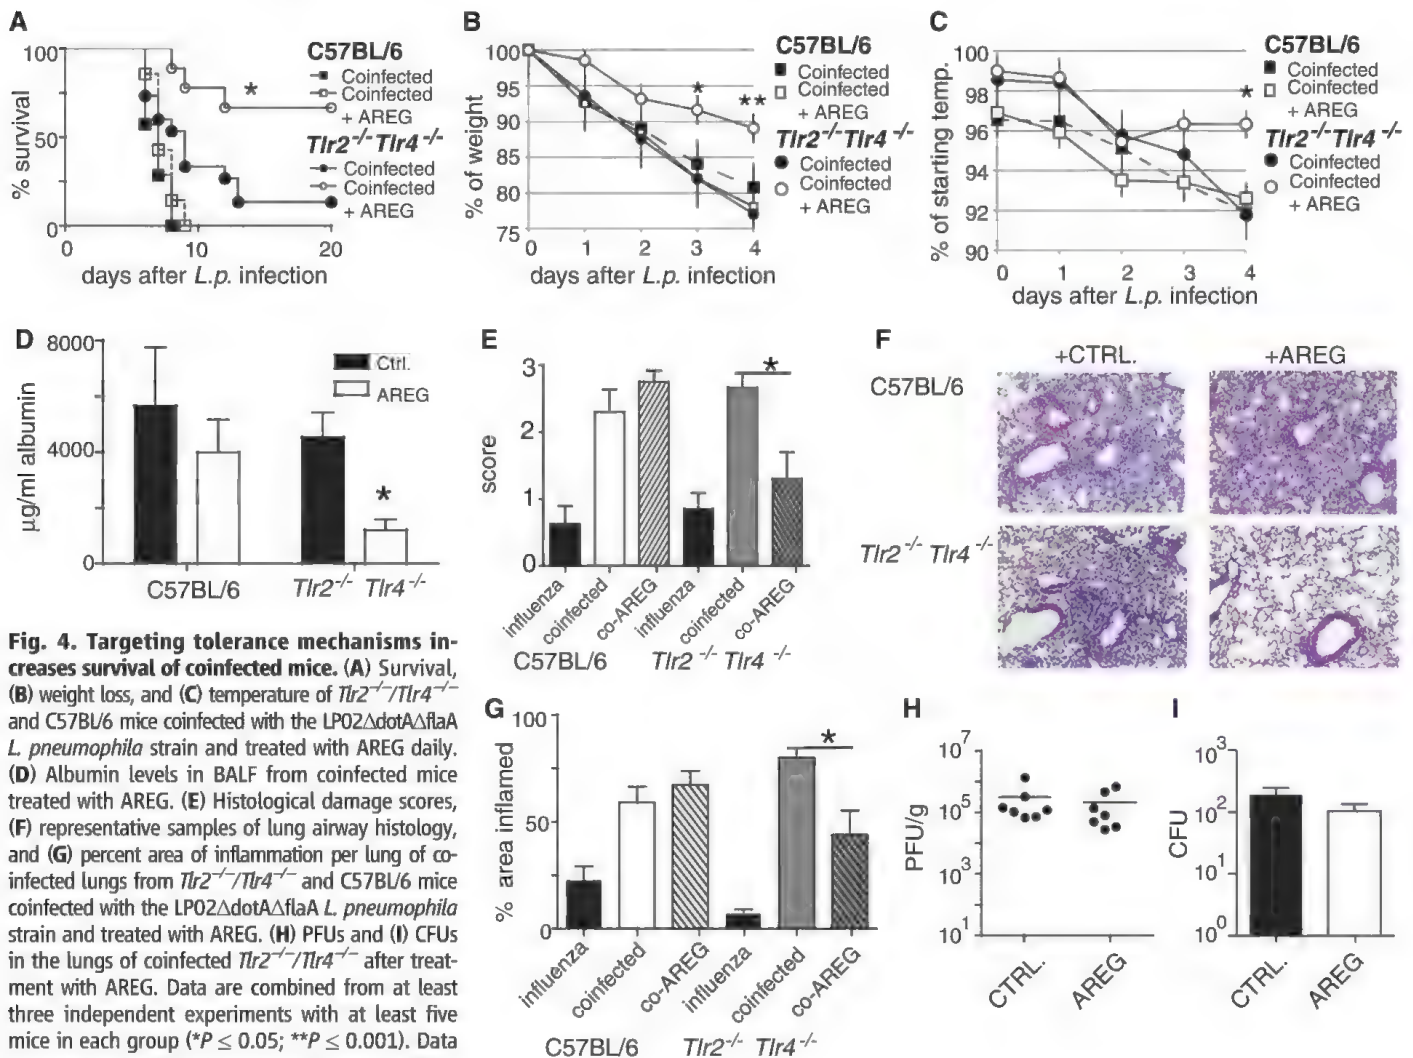 A
100
50
0
% survival
0
10
20
days after L.p. infection
*
C57BL/6
Coinfected
Coinfected
+ AREG
Tlr2-/-Tlr4-/-
Coinfected
Coinfected
+ AREG
B
100
95
90
85
80
75
% of weight
0 1 2 3 4
days after L.p. infection
*
**
C57BL/6
Coinfected
Coinfected
+ AREG
Tlr2-/-Tlr4-/-
Coinfected
Coinfected
+ AREG
C
100
98
96
94
92
90
% of starting temp.
0 1 2 3 4
days after L.p. infection
*
C57BL/6
Coinfected
Coinfected
+ AREG
Tlr2-/-Tlr4-/-
Coinfected
Coinfected
+ AREG
D
8000
4000
0
µg/ml albumin
Ctrl.
AREG
*
C57BL/6
Tlr2-/- Tlr4-/-
E
3
2
1
0
score
*
influenza
coinfected
co-AREG
influenza
coinfected
co-AREG
C57BL/6
Tlr2-/- Tlr4-/-
F
+CTRL.
+AREG
C57BL/6
Tlr2-/- Tlr4-/-
Fig. 4. Targeting tolerance mechanisms in-
creases survival of coinfected mice. (A) Survival,
(B) weight loss, and (C) temperature of Tlr2−/−/Tlr4−/−
and C57BL/6 mice coinfected with the LP02ΔdotAΔflaA
L. pneumophila strain and treated with AREG daily.
(D) Albumin levels in BALF from coinfected mice
treated with AREG. (E) Histological damage scores,
(F) representative samples of lung airway histology,
and (G) percent area of inflammation per lung of co-
infected lungs from Tlr2−/−/Tlr4−/− and C57BL/6 mice
coinfected with the LP02ΔdotAΔflaA L. pneumophila
strain and treated with AREG. (H) PFUs and (I) CFUs
in the lungs of coinfected Tlr2−/−/Tlr4−/− after treat-
ment with AREG. Data are combined from at least
three independent experiments with at least five
mice in each group (*P ≤ 0.05; **P ≤ 0.001). Data
G
100
50
0
% area inflamed
*
influenza
coinfected
co-AREG
influenza
coinfected
co-AREG
C57BL/6
Tlr2-/- Tlr4-/-
H
10^7
10^5
10^3
10^1
PFU/g
CTRL.
AREG
I
10^3
10^2
10^1
10^0
CFU
CTRL.
AREG